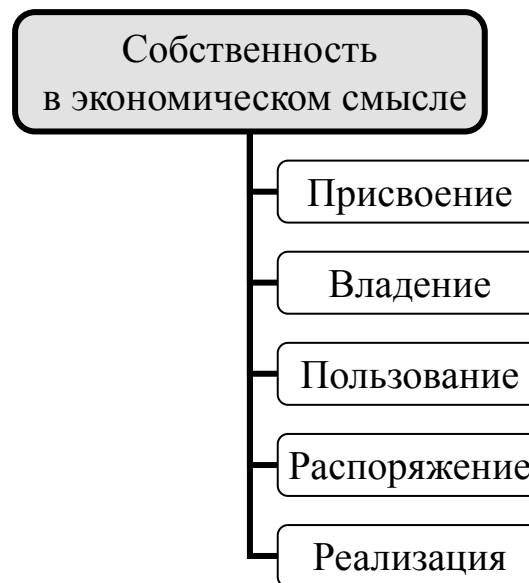 Собственность
в экономическом смысле
Присвоение
Владение
Пользование
Распоряжение
Реализация